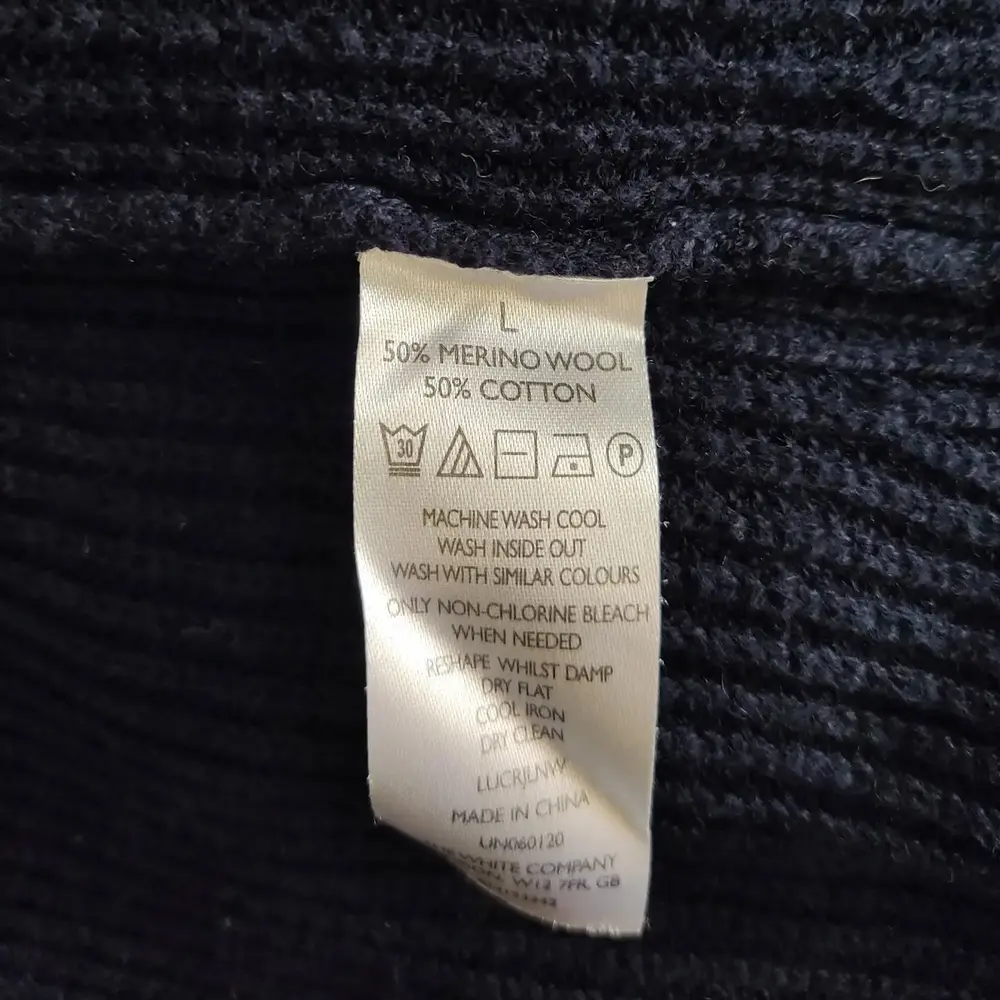 L
50% MERINO WOOL
50% COTTON
30 P
MACHINE WASH COOL
WASH INSIDE OUT
WASH WITH SIMILAR COLOURS
ONLY NON-CHLORINE BLEACH
WHEN NEEDED
RESHAPE WHILST DAMP
DRY FLAT
COOL IRON
DRY CLEAN
LUCRJLNW
MADE IN CHINA
UN060120
WHITE COMPANY
W12 7FR, GB